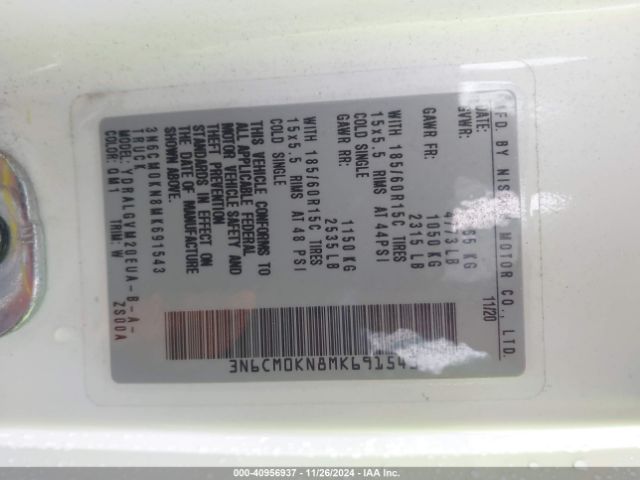 MFD. BY NISSAN MOTOR CO., LTD.
11/20
GVWR:
GAWR FR: 1050 KG
2315 LB
WITH 185/60R15C TIRES
15x5.5 RIMS AT 44PSI
COLD SINGLE
GAWR RR: 1150 KG
2535 LB
WITH 185/60R15C TIRES
15x5.5 RIMS AT 48 PSI
COLD SINGLE
THIS VEHICLE CONFORMS TO
ALL APPLICABLE FEDERAL
MOTOR VEHICLE SAFETY AND
THEFT PREVENTION
STANDARDS IN EFFECT ON
THE DATE OF MANUFACTURE
SHOWN ABOVE.
3N6CM0KN8MK691543
TRUCK
YDRALGVM20EUA-B-A-
ZS00A
COLOR: QM1 TRIM: W
3N6CM0KN8MK691543
000-40956937 - 11/26/2024 - IAA Inc.